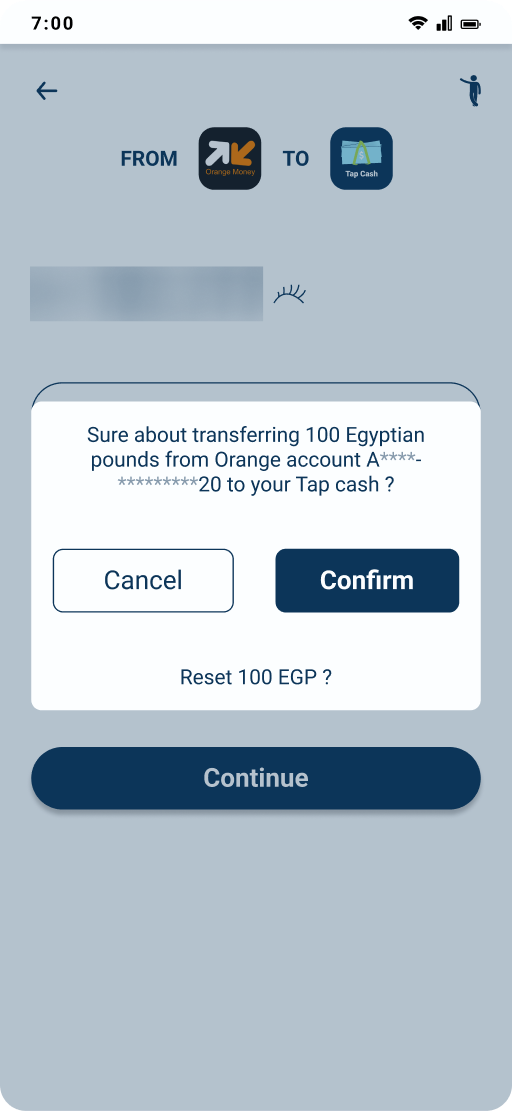 7:00
FROM
Orange Money
TO
Tap Cash
Sure about transferring 100 Egyptian
pounds from Orange account A****-
*********20 to your Tap cash ?
Cancel
Confirm
Reset 100 EGP ?
Continue